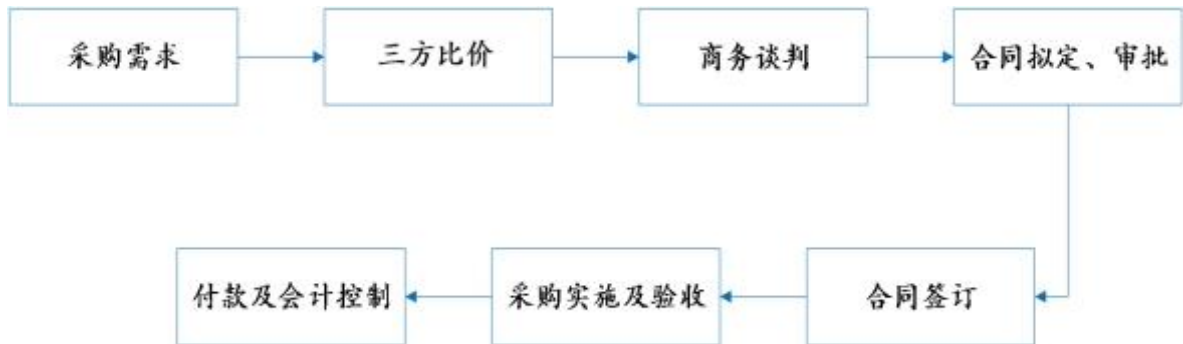 采购需求
三方比价
商务谈判
合同拟定、审批
合同签订
采购实施及验收
付款及会计控制